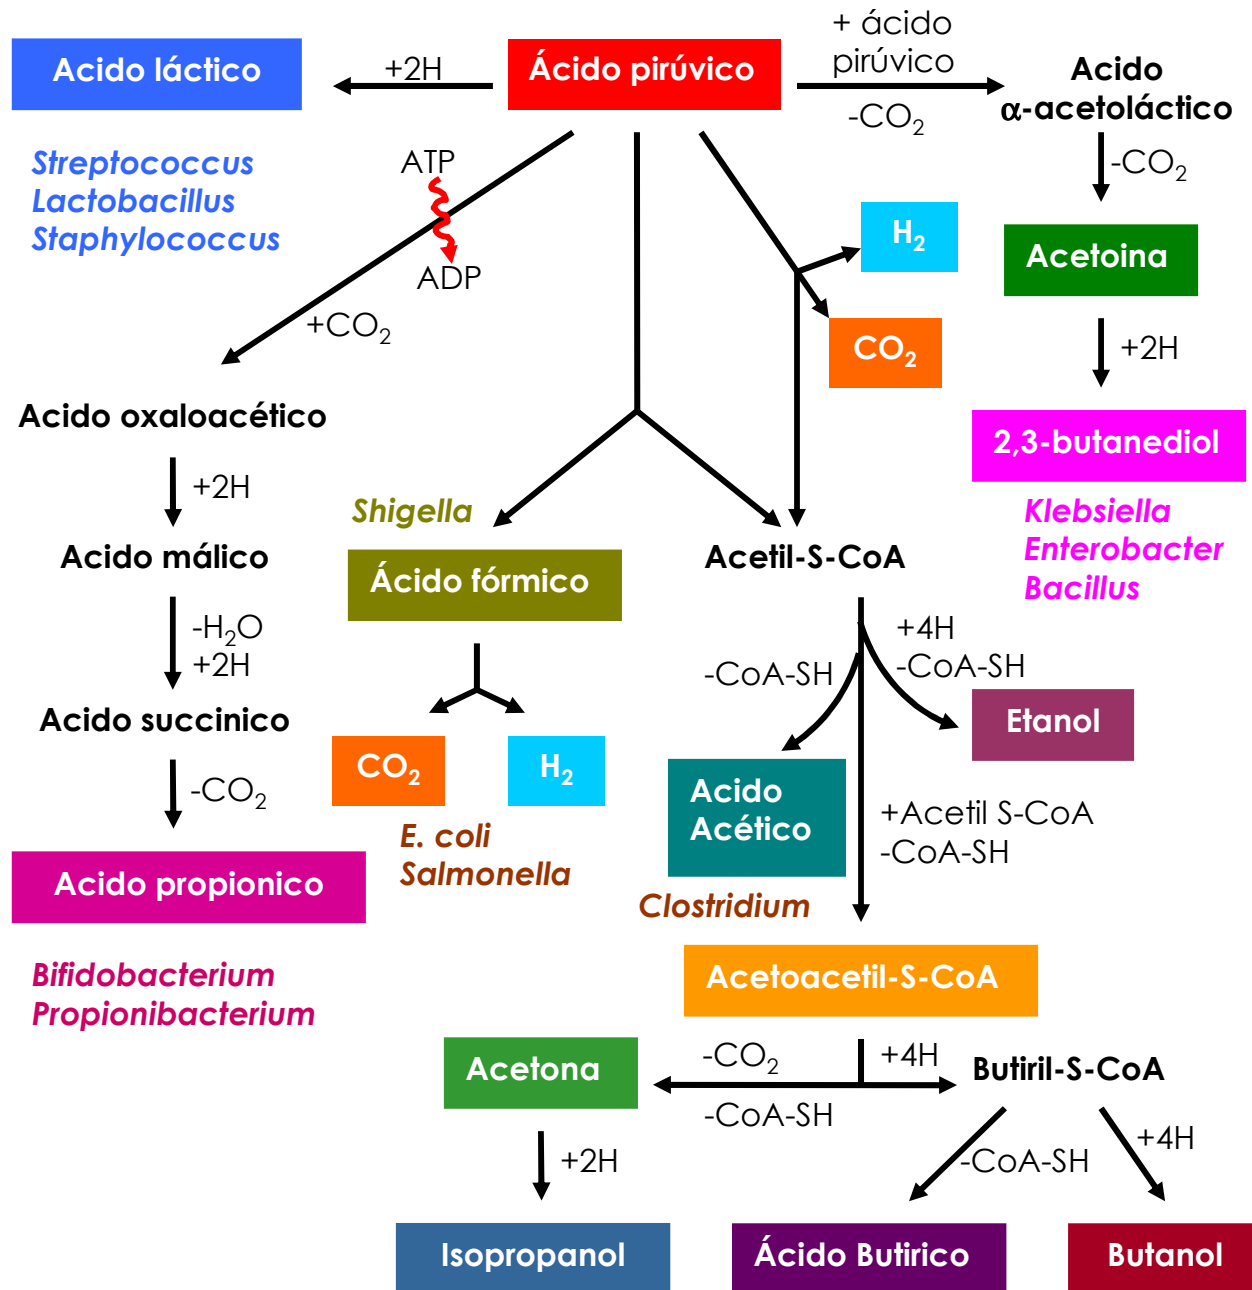 Acido láctico
+2H
Ácido pirúvico
+ ácido
pirúvico
-CO₂
Acido
α-acetoláctico
Streptococcus
Lactobacillus
Staphylococcus
ATP
ADP
+CO₂
-CO₂
H₂
CO₂
Acetoina
+2H
2,3-butanediol
Klebsiella
Enterobacter
Bacillus
Acido oxaloacético
+2H
Acido málico
-H₂O
+2H
Acido succinico
-CO₂
Acido propionico
Bifidobacterium
Propionibacterium
Shigella
Ácido fórmico
CO₂
H₂
E. coli
Salmonella
Acetil-S-CoA
-CoA-SH
+4H
-CoA-SH
Etanol
Acido
Acético
+Acetil S-CoA
-CoA-SH
Clostridium
Acetoacetil-S-CoA
Acetona
-CO₂
-CoA-SH
+4H
Butiril-S-CoA
+2H
-CoA-SH
+4H
Isopropanol
Ácido Butirico
Butanol